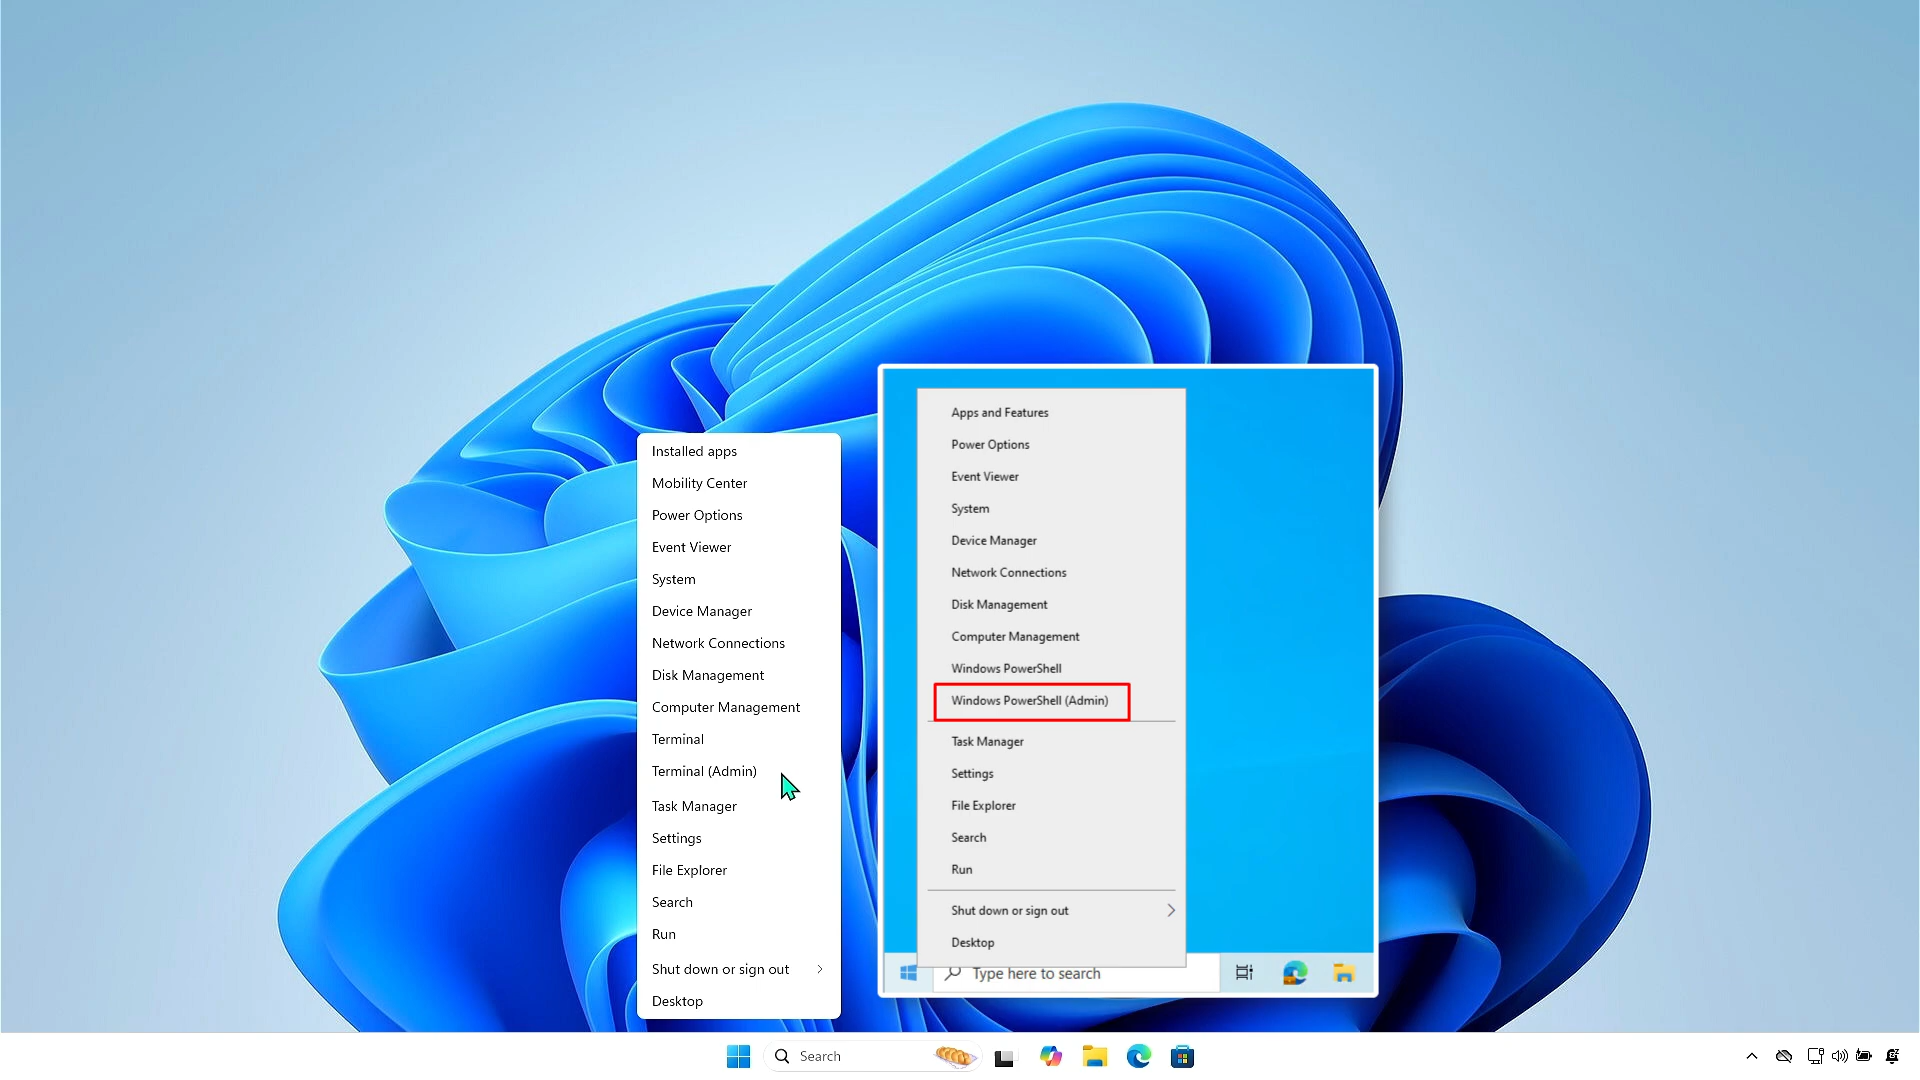 Installed apps
Mobility Center
Power Options
Event Viewer
System
Device Manager
Network Connections
Disk Management
Computer Management
Terminal
Terminal (Admin)
Task Manager
Settings
File Explorer
Search
Run
Shut down or sign out
Desktop
Apps and Features
Power Options
Event Viewer
System
Device Manager
Network Connections
Disk Management
Computer Management
Windows PowerShell
Windows PowerShell (Admin)
Task Manager
Settings
File Explorer
Search
Run
Shut down or sign out
Desktop
Type here to search
Search